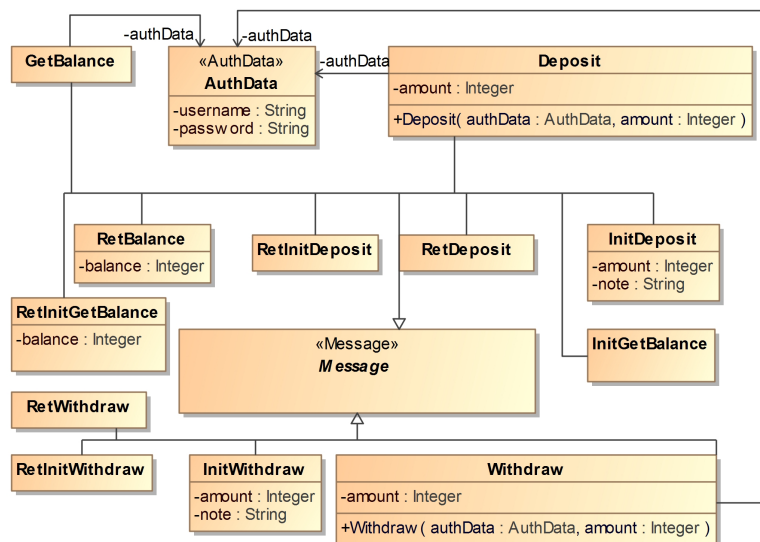 -authData
-authData
-authData
GetBalance
«AuthData»
AuthData
-username : String
-password : String
Deposit
-amount : Integer
+Deposit( authData : AuthData, amount : Integer )
RetBalance
-balance : Integer
RetInitDeposit
RetDeposit
InitDeposit
-amount : Integer
-note : String
RetInitGetBalance
-balance : Integer
«Message»
Message
InitGetBalance
RetWithdraw
RetInitWithdraw
InitWithdraw
-amount : Integer
-note : String
Withdraw
-amount : Integer
+Withdraw( authData : AuthData, amount : Integer )